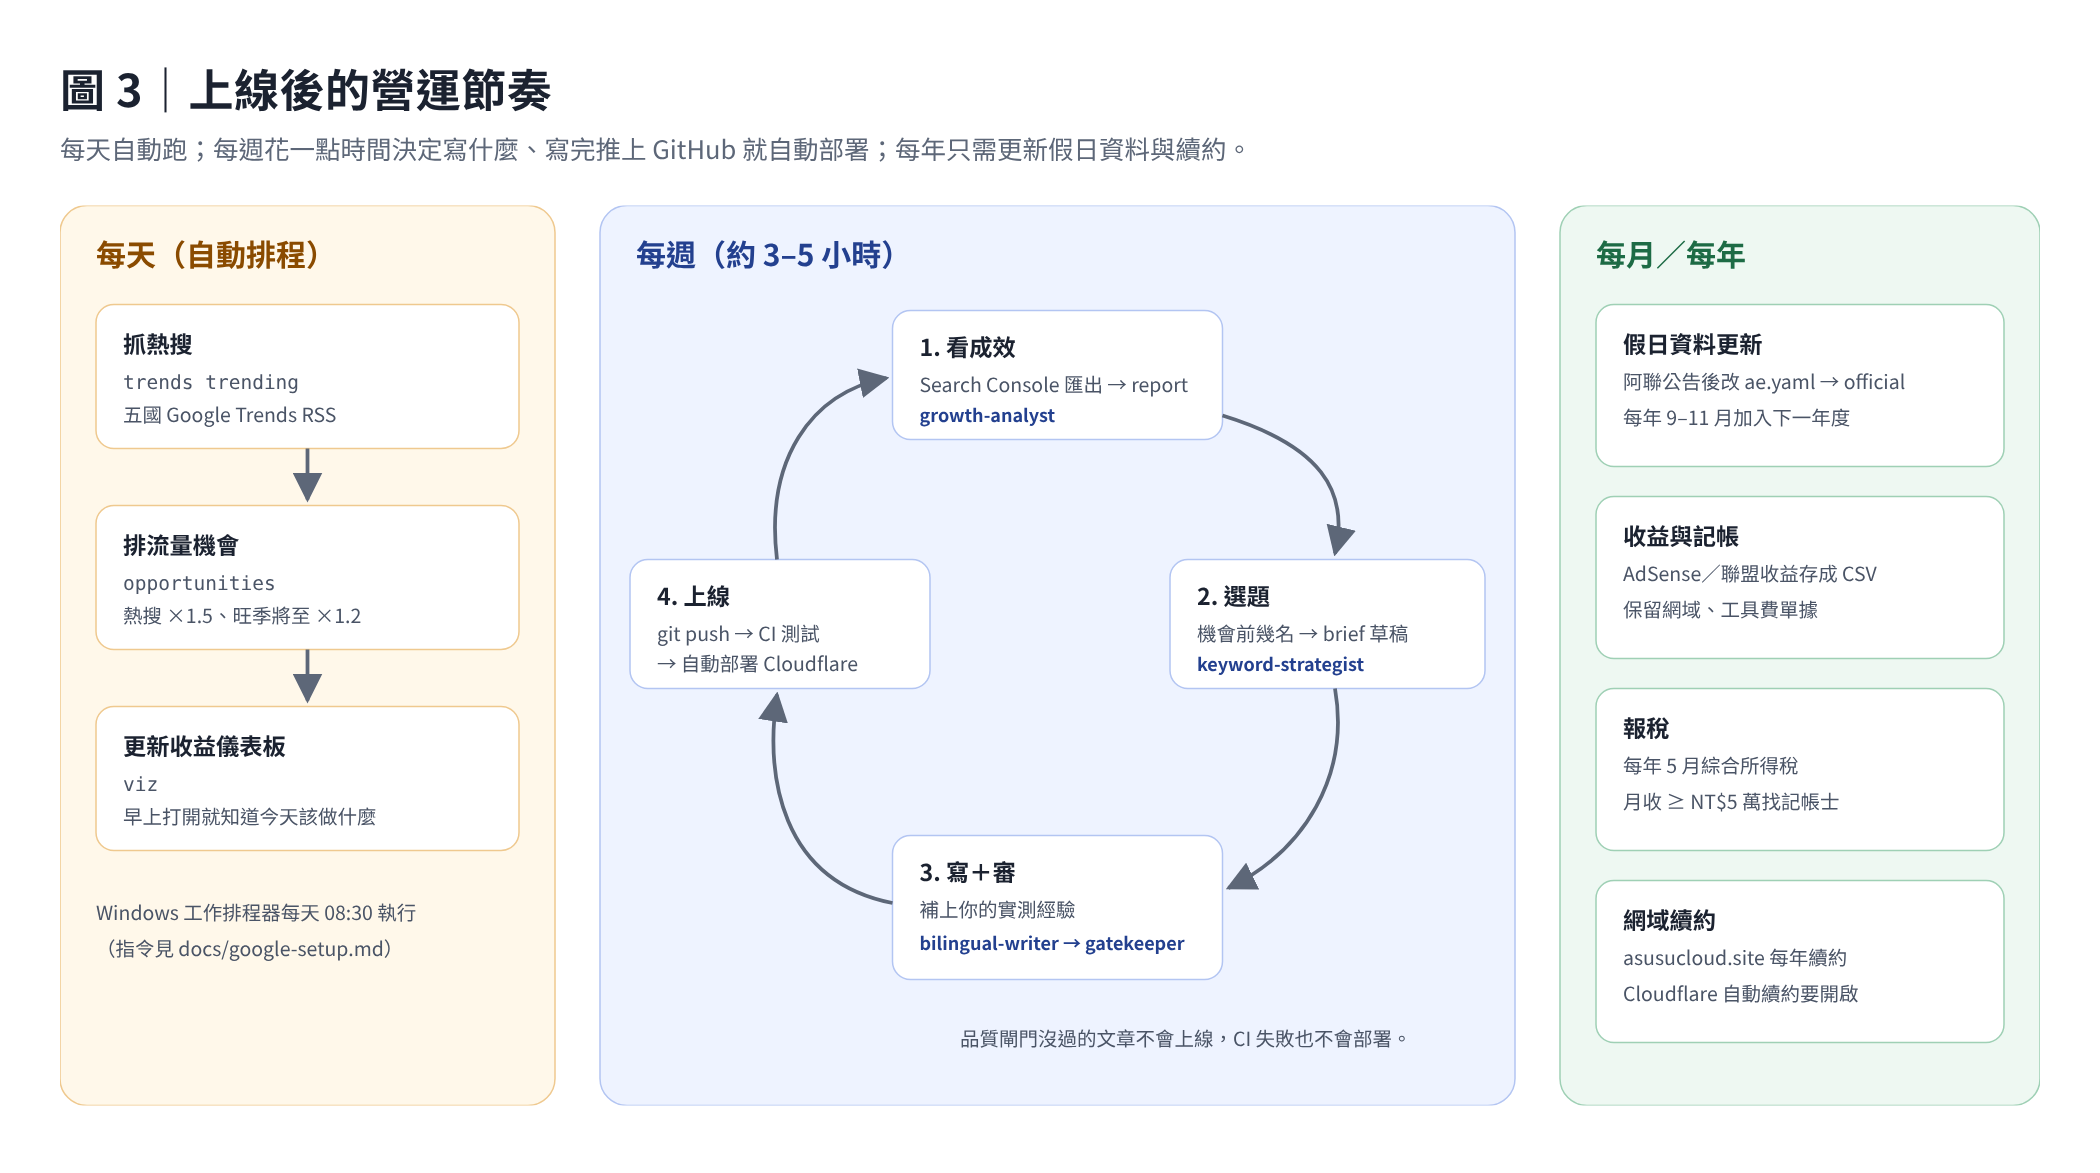 圖 3｜上線後的營運節奏
每天自動跑；每週花一點時間決定寫什麼、寫完推上 GitHub 就自動部署；每年只需更新假日資料與續約。
每天（自動排程）
抓熱搜
trends trending
五國 Google Trends RSS
排流量機會
opportunities
熱搜 ×1.5、旺季將至 ×1.2
更新收益儀表板
viz
早上打開就知道今天該做什麼
Windows 工作排程器每天 08:30 執行
（指令見 docs/google-setup.md）
每週（約 3–5 小時）
1. 看成效
Search Console 匯出 → report
growth-analyst
2. 選題
機會前幾名 → brief 草稿
keyword-strategist
3. 寫＋審
補上你的實測經驗
bilingual-writer → gatekeeper
4. 上線
git push → CI 測試
→ 自動部署 Cloudflare
品質閘門沒過的文章不會上線，CI 失敗也不會部署。
每月／每年
假日資料更新
阿聯公告後改 ae.yaml → official
每年 9–11 月加入下一年度
收益與記帳
AdSense／聯盟收益存成 CSV
保留網域、工具費單據
報稅
每年 5 月綜合所得稅
月收 ≥ NT$5 萬找記帳士
網域續約
asusucloud.site 每年續約
Cloudflare 自動續約要開啟